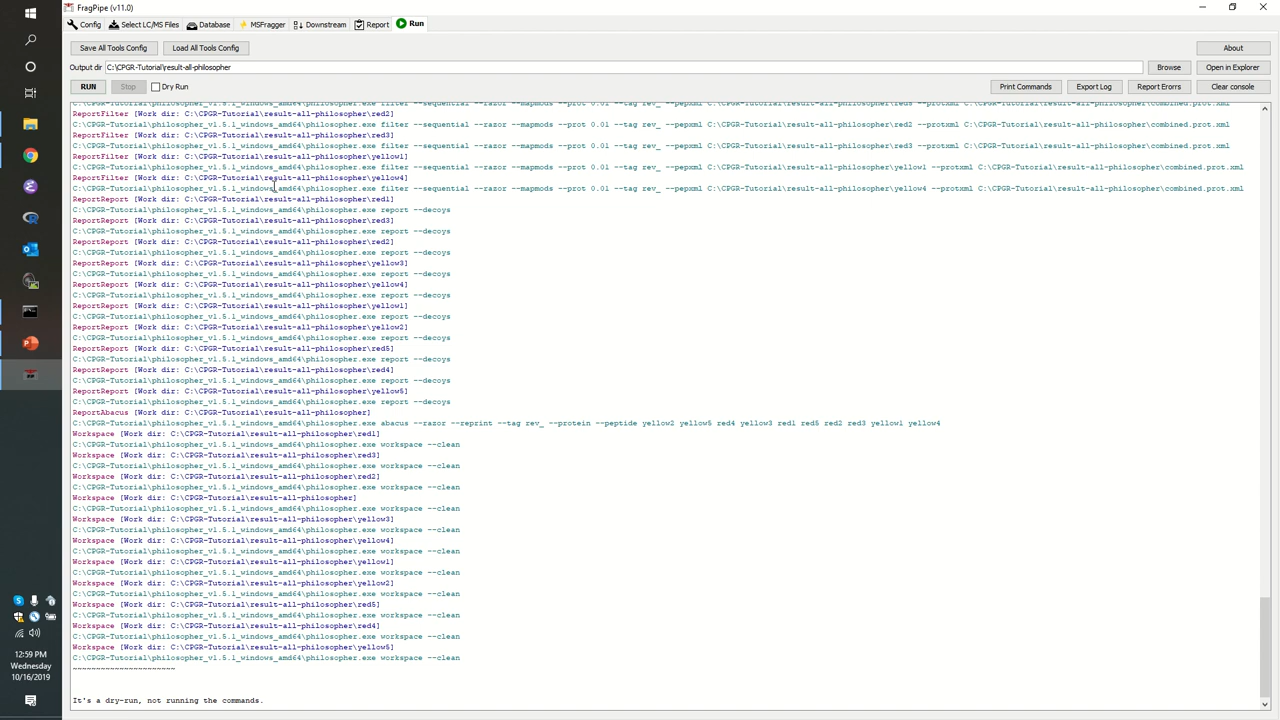 FragPipe (v11.0)
Config
Select LC/MS Files
Database
MSFragger
Downstream
Report
Run
Save All Tools Config
Load All Tools Config
About
Output dir
C:\CPGR-Tutorial\result-all-philosopher
Browse
Open in Explorer
RUN
Stop
Dry Run
Print Commands
Export Log
Report Erorrs
Clear console
ReportFilter [Work dir: C:\CPGR-Tutorial\result-all-philosopher\red2]
C:\CPGR-Tutorial\philosopher_v1.5.1_windows_amd64\philosopher.exe filter --sequential --razor --mapmods --prot 0.01 --tag rev_ --pepxml C:\CPGR-Tutorial\result-all-philosopher\red2 --protxml C:\CPGR-Tutorial\result-all-philosopher\combined.prot.xml
ReportFilter [Work dir: C:\CPGR-Tutorial\result-all-philosopher\red3]
C:\CPGR-Tutorial\philosopher_v1.5.1_windows_amd64\philosopher.exe filter --sequential --razor --mapmods --prot 0.01 --tag rev_ --pepxml C:\CPGR-Tutorial\result-all-philosopher\red3 --protxml C:\CPGR-Tutorial\result-all-philosopher\combined.prot.xml
ReportFilter [Work dir: C:\CPGR-Tutorial\result-all-philosopher\yellow1]
C:\CPGR-Tutorial\philosopher_v1.5.1_windows_amd64\philosopher.exe filter --sequential --razor --mapmods --prot 0.01 --tag rev_ --pepxml C:\CPGR-Tutorial\result-all-philosopher\yellow1 --protxml C:\CPGR-Tutorial\result-all-philosopher\combined.prot.xml
ReportFilter [Work dir: C:\CPGR-Tutorial\result-all-philosopher\yellow4]
C:\CPGR-Tutorial\philosopher_v1.5.1_windows_amd64\philosopher.exe filter --sequential --razor --mapmods --prot 0.01 --tag rev_ --pepxml C:\CPGR-Tutorial\result-all-philosopher\yellow4 --protxml C:\CPGR-Tutorial\result-all-philosopher\combined.prot.xml
ReportReport [Work dir: C:\CPGR-Tutorial\result-all-philosopher\red1]
C:\CPGR-Tutorial\philosopher_v1.5.1_windows_amd64\philosopher.exe report --decoys
ReportReport [Work dir: C:\CPGR-Tutorial\result-all-philosopher\red3]
C:\CPGR-Tutorial\philosopher_v1.5.1_windows_amd64\philosopher.exe report --decoys
ReportReport [Work dir: C:\CPGR-Tutorial\result-all-philosopher\red2]
C:\CPGR-Tutorial\philosopher_v1.5.1_windows_amd64\philosopher.exe report --decoys
ReportReport [Work dir: C:\CPGR-Tutorial\result-all-philosopher\yellow3]
C:\CPGR-Tutorial\philosopher_v1.5.1_windows_amd64\philosopher.exe report --decoys
ReportReport [Work dir: C:\CPGR-Tutorial\result-all-philosopher\yellow4]
C:\CPGR-Tutorial\philosopher_v1.5.1_windows_amd64\philosopher.exe report --decoys
ReportReport [Work dir: C:\CPGR-Tutorial\result-all-philosopher\yellow1]
C:\CPGR-Tutorial\philosopher_v1.5.1_windows_amd64\philosopher.exe report --decoys
ReportReport [Work dir: C:\CPGR-Tutorial\result-all-philosopher\yellow2]
C:\CPGR-Tutorial\philosopher_v1.5.1_windows_amd64\philosopher.exe report --decoys
ReportReport [Work dir: C:\CPGR-Tutorial\result-all-philosopher\red5]
C:\CPGR-Tutorial\philosopher_v1.5.1_windows_amd64\philosopher.exe report --decoys
ReportReport [Work dir: C:\CPGR-Tutorial\result-all-philosopher\red4]
C:\CPGR-Tutorial\philosopher_v1.5.1_windows_amd64\philosopher.exe report --decoys
ReportReport [Work dir: C:\CPGR-Tutorial\result-all-philosopher\yellow5]
C:\CPGR-Tutorial\philosopher_v1.5.1_windows_amd64\philosopher.exe report --decoys
ReportAbacus [Work dir: C:\CPGR-Tutorial\result-all-philosopher]
C:\CPGR-Tutorial\philosopher_v1.5.1_windows_amd64\philosopher.exe abacus --razor --reprint --tag rev_ --protein --peptide yellow2 yellow5 red4 yellow3 red1 red5 red2 red3 yellow1 yellow4
Workspace [Work dir: C:\CPGR-Tutorial\result-all-philosopher\red1]
C:\CPGR-Tutorial\philosopher_v1.5.1_windows_amd64\philosopher.exe workspace --clean
Workspace [Work dir: C:\CPGR-Tutorial\result-all-philosopher\red3]
C:\CPGR-Tutorial\philosopher_v1.5.1_windows_amd64\philosopher.exe workspace --clean
Workspace [Work dir: C:\CPGR-Tutorial\result-all-philosopher\red2]
C:\CPGR-Tutorial\philosopher_v1.5.1_windows_amd64\philosopher.exe workspace --clean
Workspace [Work dir: C:\CPGR-Tutorial\result-all-philosopher]
C:\CPGR-Tutorial\philosopher_v1.5.1_windows_amd64\philosopher.exe workspace --clean
Workspace [Work dir: C:\CPGR-Tutorial\result-all-philosopher\yellow3]
C:\CPGR-Tutorial\philosopher_v1.5.1_windows_amd64\philosopher.exe workspace --clean
Workspace [Work dir: C:\CPGR-Tutorial\result-all-philosopher\yellow4]
C:\CPGR-Tutorial\philosopher_v1.5.1_windows_amd64\philosopher.exe workspace --clean
Workspace [Work dir: C:\CPGR-Tutorial\result-all-philosopher\yellow1]
C:\CPGR-Tutorial\philosopher_v1.5.1_windows_amd64\philosopher.exe workspace --clean
Workspace [Work dir: C:\CPGR-Tutorial\result-all-philosopher\yellow2]
C:\CPGR-Tutorial\philosopher_v1.5.1_windows_amd64\philosopher.exe workspace --clean
Workspace [Work dir: C:\CPGR-Tutorial\result-all-philosopher\red5]
C:\CPGR-Tutorial\philosopher_v1.5.1_windows_amd64\philosopher.exe workspace --clean
Workspace [Work dir: C:\CPGR-Tutorial\result-all-philosopher\red4]
C:\CPGR-Tutorial\philosopher_v1.5.1_windows_amd64\philosopher.exe workspace --clean
Workspace [Work dir: C:\CPGR-Tutorial\result-all-philosopher\yellow5]
C:\CPGR-Tutorial\philosopher_v1.5.1_windows_amd64\philosopher.exe workspace --clean
~~~~~~~~~~~~~~~~~~~~~~
It's a dry-run, not running the commands.
12:59 PM
Wednesday
10/16/2019